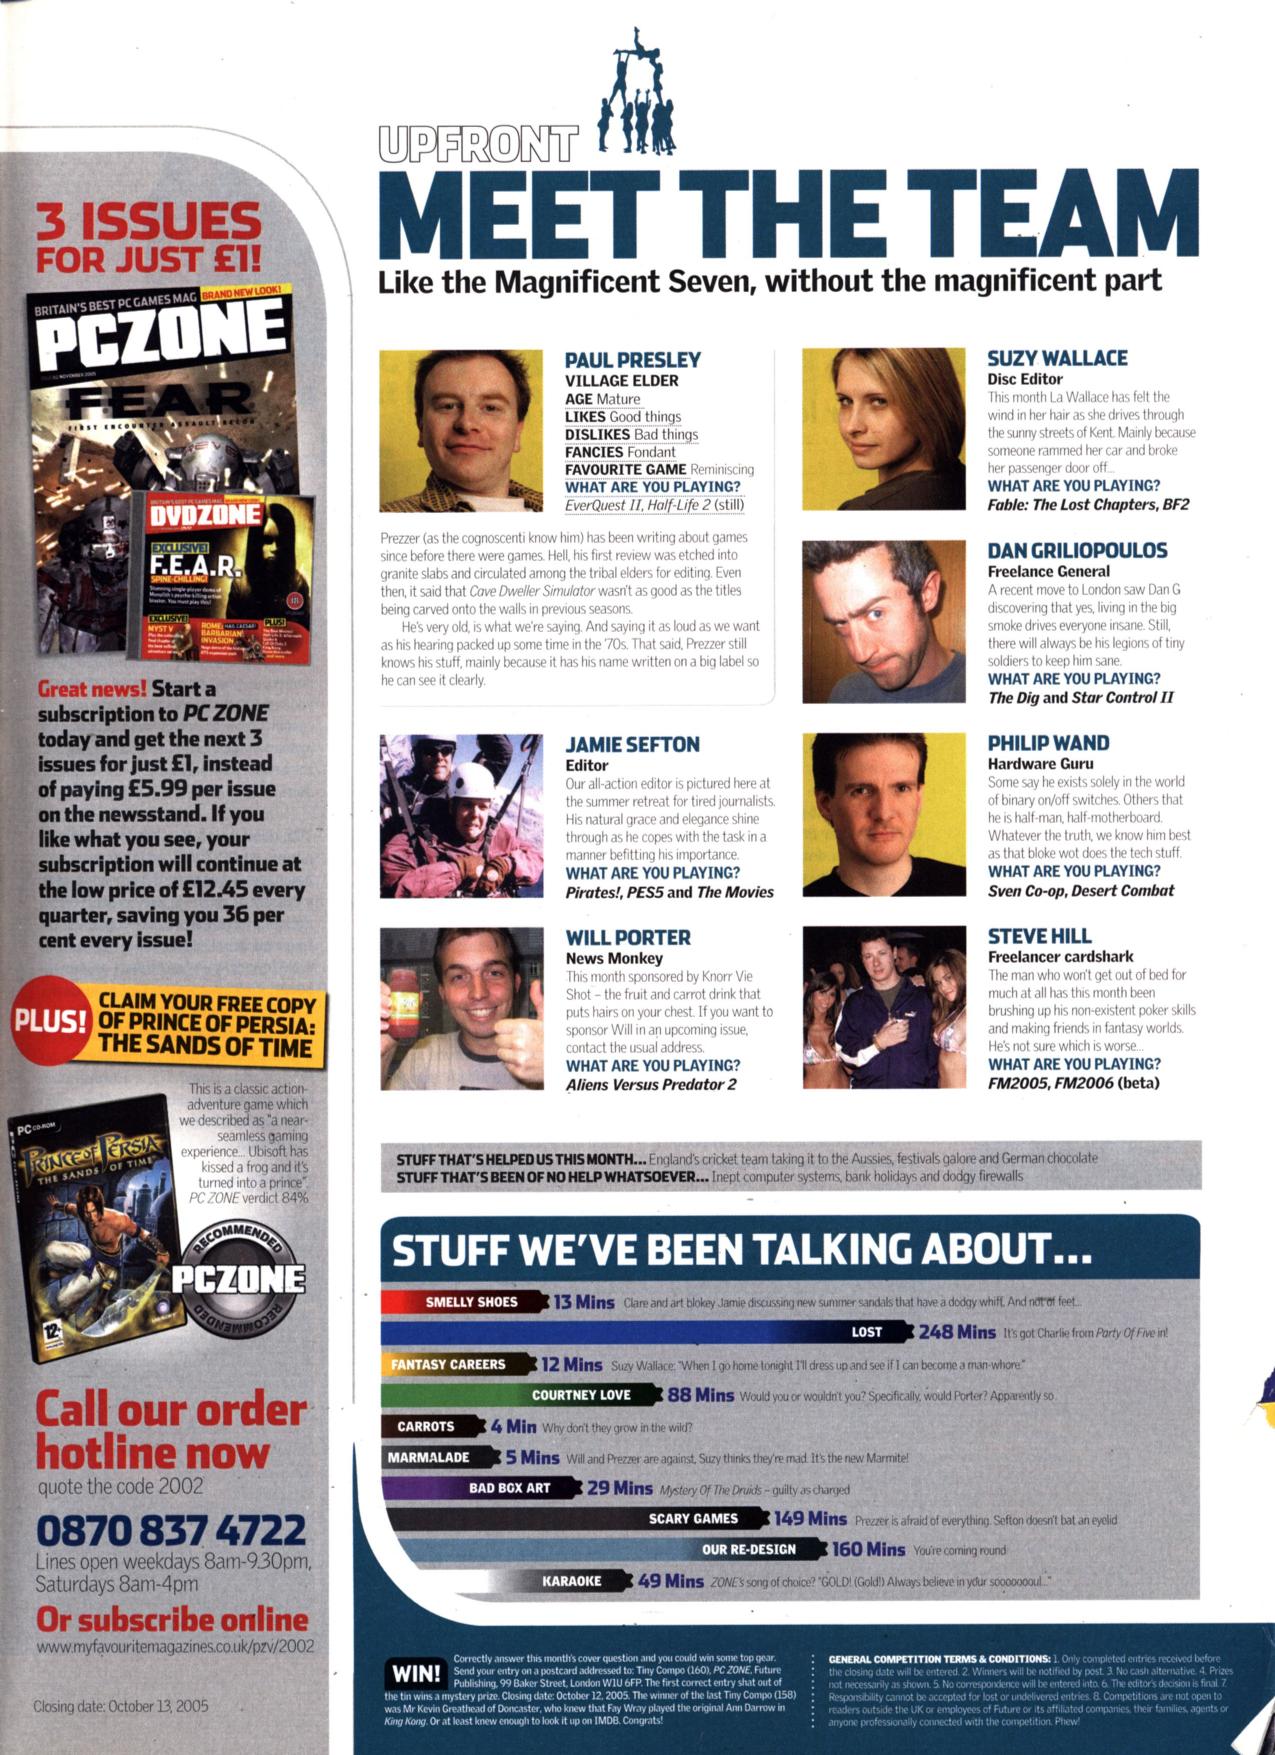 UPFRONT
MEET THE TEAM
Like the Magnificent Seven, without the magnificent part
3 ISSUES
FOR JUST £1!
BRITAIN'S BEST PC GAMES MAG BRAND NEW LOOK!
PCZONE
NOVEMBER 2005
FEAR
FIRST ENCOUNTER ASSAULT RECON
DVDZONE
EXCLUSIVE!
F.E.A.R.
SPINE-CHILLING!
EXCLUSIVE!
MYST V
ROME:
BARBARIAN
INVASION
PLUS!
Great news! Start a
subscription to PC ZONE
today and get the next 3
issues for just £1, instead
of paying £5.99 per issue
on the newsstand. If you
like what you see, your
subscription will continue at
the low price of £12.45 every
quarter, saving you 36 per
cent every issue!
PLUS!
CLAIM YOUR FREE COPY
OF PRINCE OF PERSIA:
THE SANDS OF TIME
This is a classic action-
adventure game which
we described as "a near-
seamless gaming
experience... Ubisoft has
kissed a frog and it's
turned into a prince".
PC ZONE verdict 84%
PC CD-ROM
PRINCE OF PERSIA
THE SANDS OF TIME
12+
UBISOFT
RECOMMENDED
PCZONE
RECOMMENDED
Call our order
hotline now
quote the code 2002
0870 837 4722
Lines open weekdays 8am-9.30pm,
Saturdays 8am-4pm
Or subscribe online
www.myfavouritemagazines.co.uk/pzv/2002
Closing date: October 13, 2005
PAUL PRESLEY
VILLAGE ELDER
AGE Mature
LIKES Good things
DISLIKES Bad things
FANCIES Fondant
FAVOURITE GAME Reminiscing
WHAT ARE YOU PLAYING?
EverQuest II, Half-Life 2 (still)
Prezzer (as the cognoscenti know him) has been writing about games
since before there were games. Hell, his first review was etched into
granite slabs and circulated among the tribal elders for editing. Even
then, it said that Cave Dweller Simulator wasn't as good as the titles
being carved onto the walls in previous seasons.
He's very old, is what we're saying. And saying it as loud as we want
as his hearing packed up some time in the '70s. That said, Prezzer still
knows his stuff, mainly because it has his name written on a big label so
he can see it clearly.
JAMIE SEFTON
Editor
Our all-action editor is pictured here at
the summer retreat for tired journalists.
His natural grace and elegance shine
through as he copes with the task in a
manner befitting his importance.
WHAT ARE YOU PLAYING?
Pirates!, PES5 and The Movies
WILL PORTER
News Monkey
This month sponsored by Knorr Vie
Shot – the fruit and carrot drink that
puts hairs on your chest. If you want to
sponsor Will in an upcoming issue,
contact the usual address.
WHAT ARE YOU PLAYING?
Aliens Versus Predator 2
SUZY WALLACE
Disc Editor
This month La Wallace has felt the
wind in her hair as she drives through
the sunny streets of Kent. Mainly because
someone rammed her car and broke
her passenger door off...
WHAT ARE YOU PLAYING?
Fable: The Lost Chapters, BF2
DAN GRILIOPOULOS
Freelance General
A recent move to London saw Dan G
discovering that yes, living in the big
smoke drives everyone insane. Still,
there will always be his legions of tiny
soldiers to keep him sane.
WHAT ARE YOU PLAYING?
The Dig and Star Control II
PHILIP WAND
Hardware Guru
Some say he exists solely in the world
of binary on/off switches. Others that
he is half-man, half-motherboard.
Whatever the truth, we know him best
as that bloke wot does the tech stuff.
WHAT ARE YOU PLAYING?
Sven Co-op, Desert Combat
STEVE HILL
Freelancer cardshark
The man who won't get out of bed for
much at all has this month been
brushing up his non-existent poker skills
and making friends in fantasy worlds.
He's not sure which is worse...
WHAT ARE YOU PLAYING?
FM2005, FM2006 (beta)
STUFF THAT'S HELPED US THIS MONTH... England's cricket team taking it to the Aussies, festivals galore and German chocolate
STUFF THAT'S BEEN OF NO HELP WHATSOEVER... Inept computer systems, bank holidays and dodgy firewalls
STUFF WE'VE BEEN TALKING ABOUT...
SMELLY SHOES 13 Mins Clare and art blokey Jamie discussing new summer sandals that have a dodgy whiff. And not of feet...
LOST 248 Mins It's got Charlie from Party Of Five in!
FANTASY CAREERS 12 Mins Suzy Wallace: "When I go home tonight I'll dress up and see if I can become a man-whore."
COURTNEY LOVE 88 Mins Would you or wouldn't you? Specifically, would Porter? Apparently so.
CARROTS 4 Min Why don't they grow in the wild?
MARMALADE 5 Mins Will and Prezzer are against, Suzy thinks they're mad. It's the new Marmite!
BAD BOX ART 29 Mins Mystery Of The Druids – guilty as charged
SCARY GAMES 149 Mins Prezzer is afraid of everything. Sefton doesn't bat an eyelid
OUR RE-DESIGN 160 Mins You're coming round
KARAOKE 49 Mins ZONE's song of choice? "GOLD! (Gold!) Always believe in your soooooooul..."
WIN!
Correctly answer this month's cover question and you could win some top gear.
Send your entry on a postcard addressed to: Tiny Compo (160), PC ZONE, Future
Publishing, 99 Baker Street, London W1U 6FP. The first correct entry shat out of
the tin wins a mystery prize. Closing date: October 12, 2005. The winner of the last Tiny Compo (158)
was Mr Kevin Greathead of Doncaster, who knew that Fay Wray played the original Ann Darrow in
King Kong. Or at least knew enough to look it up on IMDB. Congrats!
GENERAL COMPETITION TERMS & CONDITIONS: 1. Only completed entries received before
the closing date will be entered. 2. Winners will be notified by post. 3. No cash alternative. 4. Prizes
not necessarily as shown. 5. No correspondence will be entered into. 6. The editor's decision is final. 7.
Responsibility cannot be accepted for lost or undelivered entries. 8. Competitions are not open to
readers outside the UK or employees of Future or its affiliated companies, their families, agents or
anyone professionally connected with the competition. Phew!